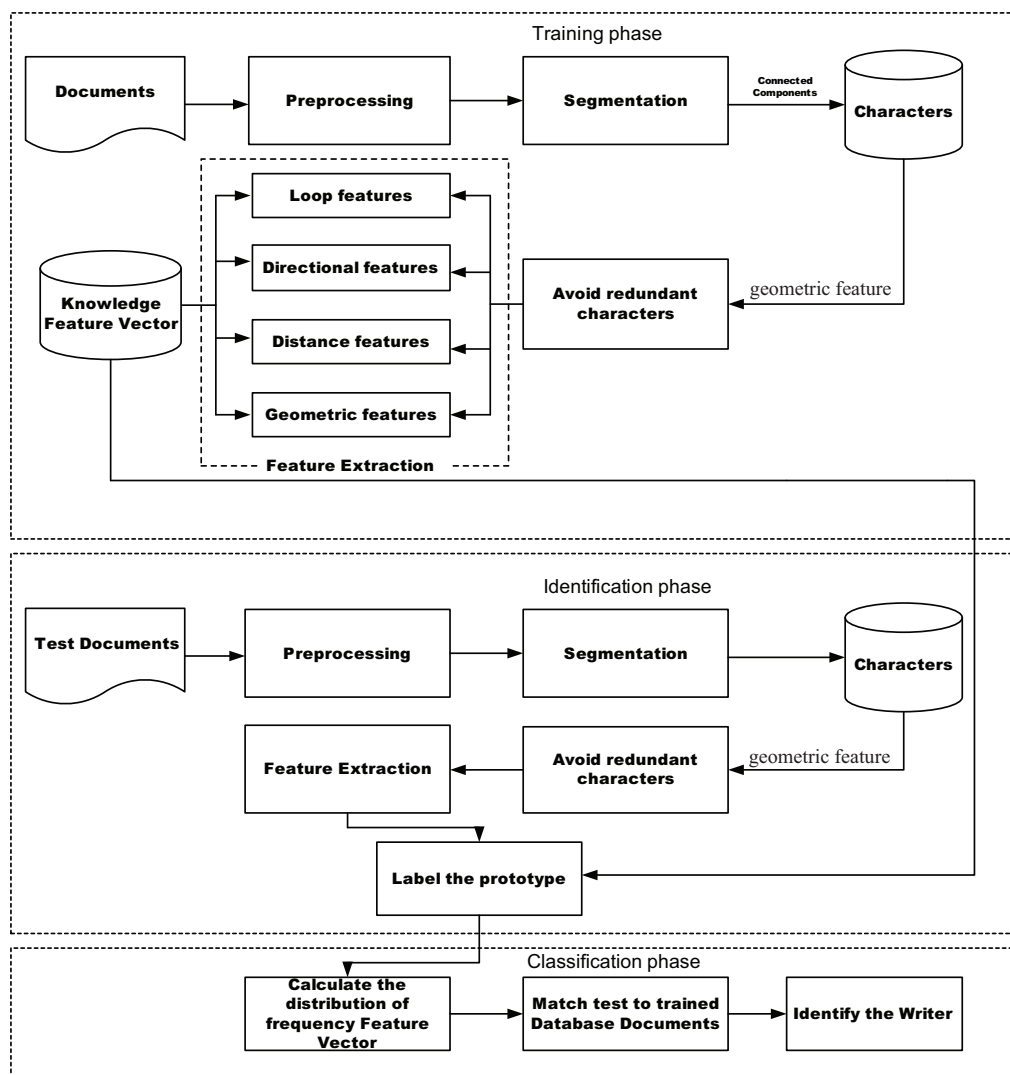 Training phase
Documents
Preprocessing
Segmentation
Connected
Components
Characters
Loop features
Directional features
Distance features
Geometric features
Feature Extraction
Knowledge
Feature Vector
Avoid redundant
characters
geometric feature
Identification phase
Test Documents
Preprocessing
Segmentation
Characters
Feature Extraction
Avoid redundant
characters
geometric feature
Label the prototype
Classification phase
Calculate the
distribution of
frequency Feature
Vector
Match test to trained
Database Documents
Identify the Writer